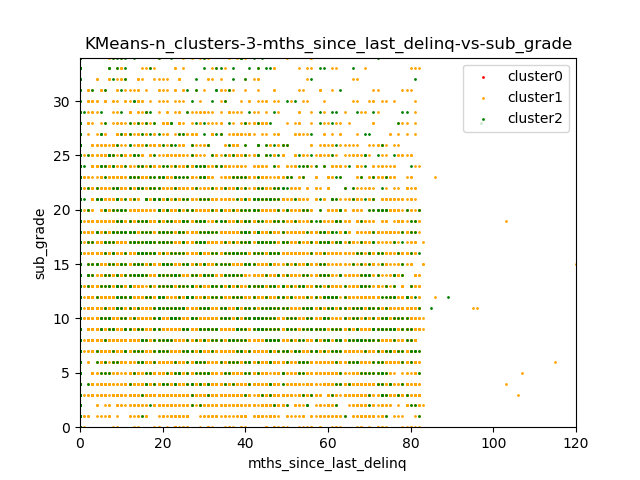 KMeans-n_clusters-3-mths_since_last_delinq-vs-sub_grade
cluster0
cluster1
cluster2
30
25
20
15
10
5
0
sub_grade
0 20 40 60 80 100 120
mths_since_last_delinq